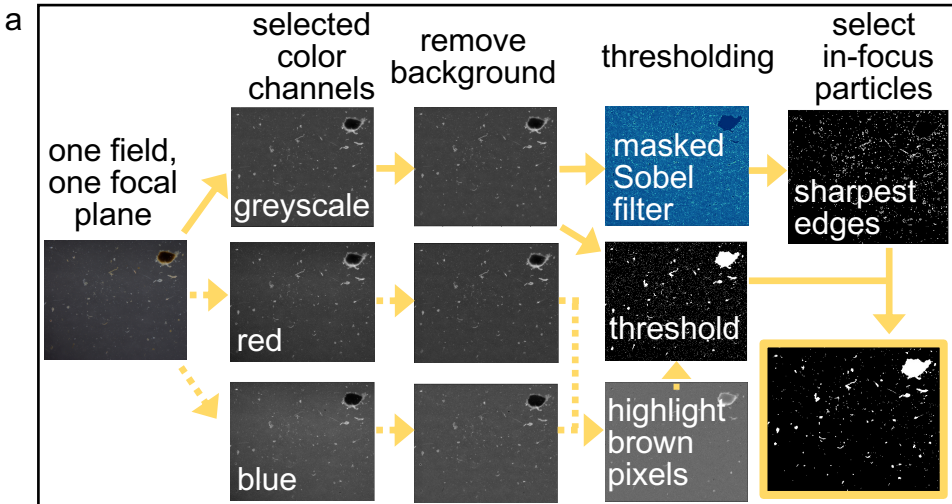 a
selected
color
channels
remove
background
thresholding
select
in-focus
particles
one field,
one focal
plane
greyscale
masked
Sobel
filter
sharpest
edges
red
threshold
blue
highlight
brown
pixels